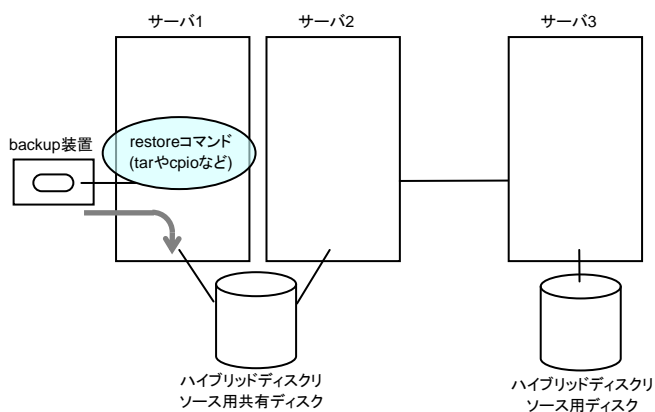 サーバ1
サーバ2
サーバ3
backup装置
restoreコマンド
(tarやcpioなど)
ハイブリッドディスクリ
ソース用共有ディスク
ハイブリッドディスクリ
ソース用ディスク